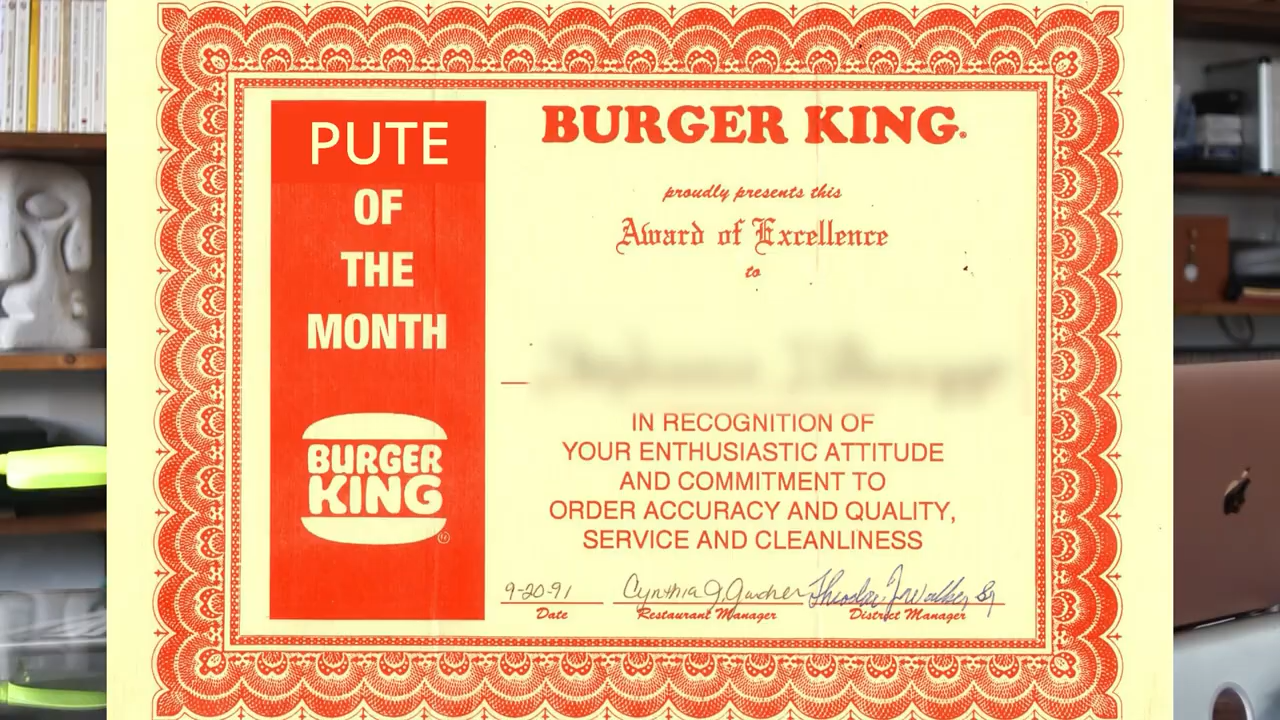 PUTE
OF
THE
MONTH
BURGER
KING
BURGER KING.
proudly presents this
Award of Excellence
to
IN RECOGNITION OF
YOUR ENTHUSIASTIC ATTITUDE
AND COMMITMENT TO
ORDER ACCURACY AND QUALITY,
SERVICE AND CLEANLINESS
9-20-91
Date
Cynthia
Restaurant Manager
District Manager